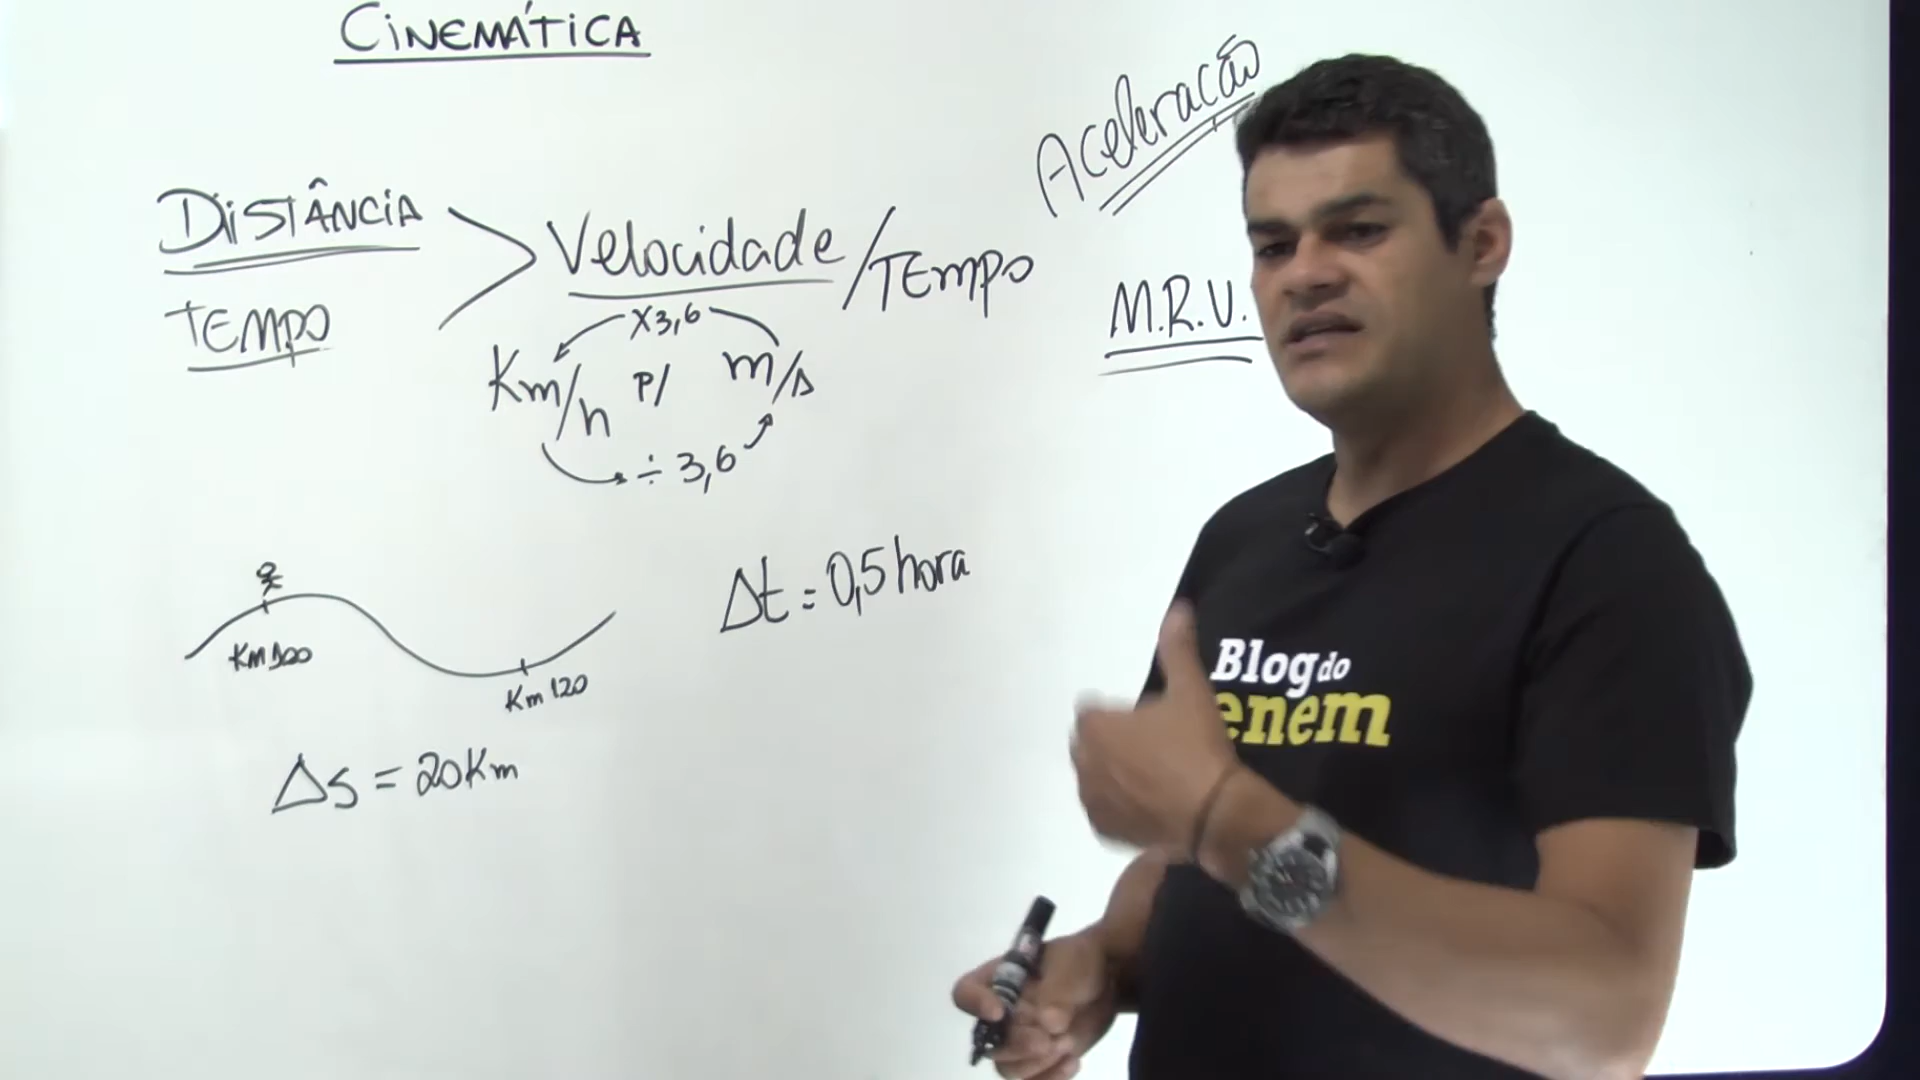 CINEMÁTICA
Aceleração
DISTÂNCIA
TEMPO
Velocidade / TEMPO
M.R.U.
X3,6
Km/h P/ m/s
÷ 3,6
Δt = 0,5 hora
Km 100
Km 120
ΔS = 20Km
Blog do
enem